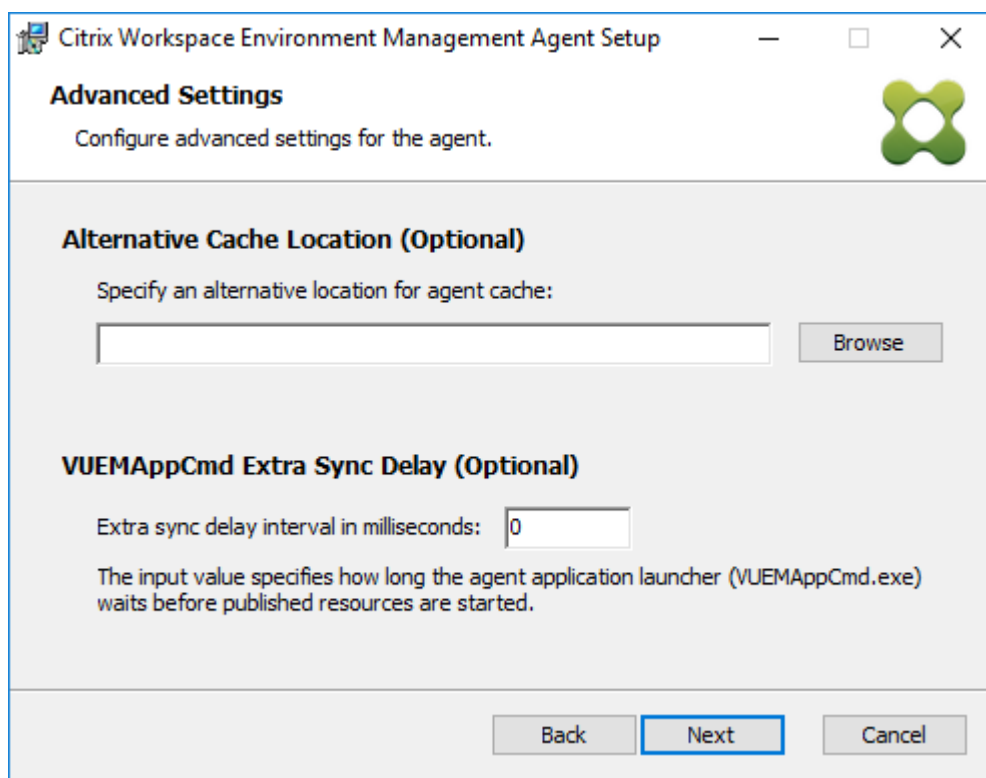 Citrix Workspace Environment Management Agent Setup
Advanced Settings
Configure advanced settings for the agent.
Alternative Cache Location (Optional)
Specify an alternative location for agent cache:
Browse
VUEMAppCmd Extra Sync Delay (Optional)
Extra sync delay interval in milliseconds: 0
The input value specifies how long the agent application launcher (VUEMAppCmd.exe)
waits before published resources are started.
Back Next Cancel